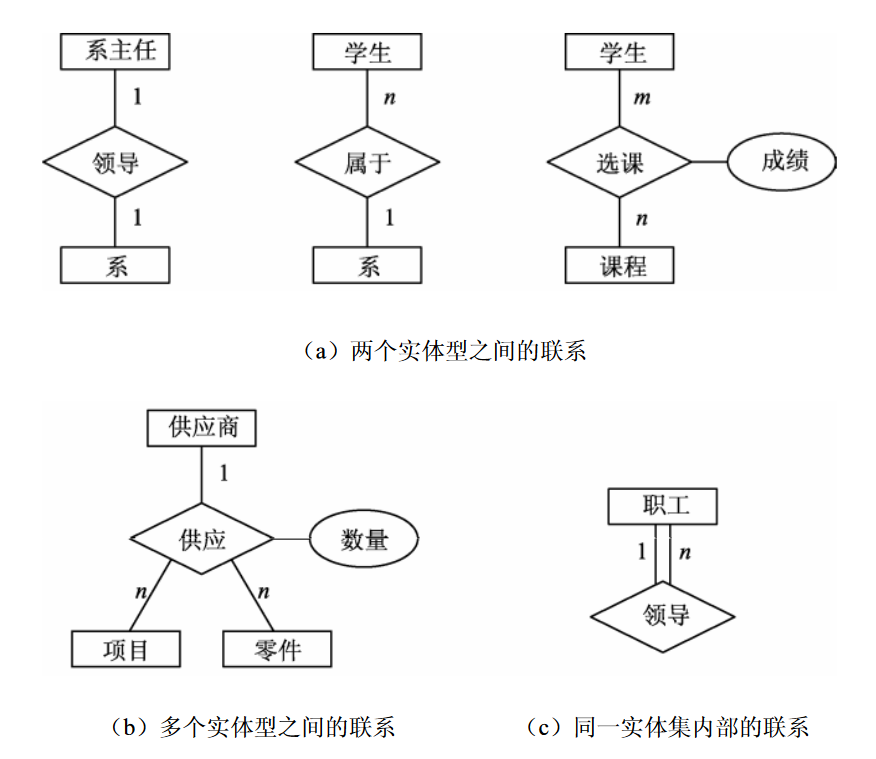 系主任 学生 学生
1 n m
领导 属于 选课 成绩
1 1 n
系 系 课程
（a）两个实体型之间的联系
供应商
1
供应 数量
n n
项目 零件
职工
1 n
领导
（b）多个实体型之间的联系
（c）同一实体集内部的联系